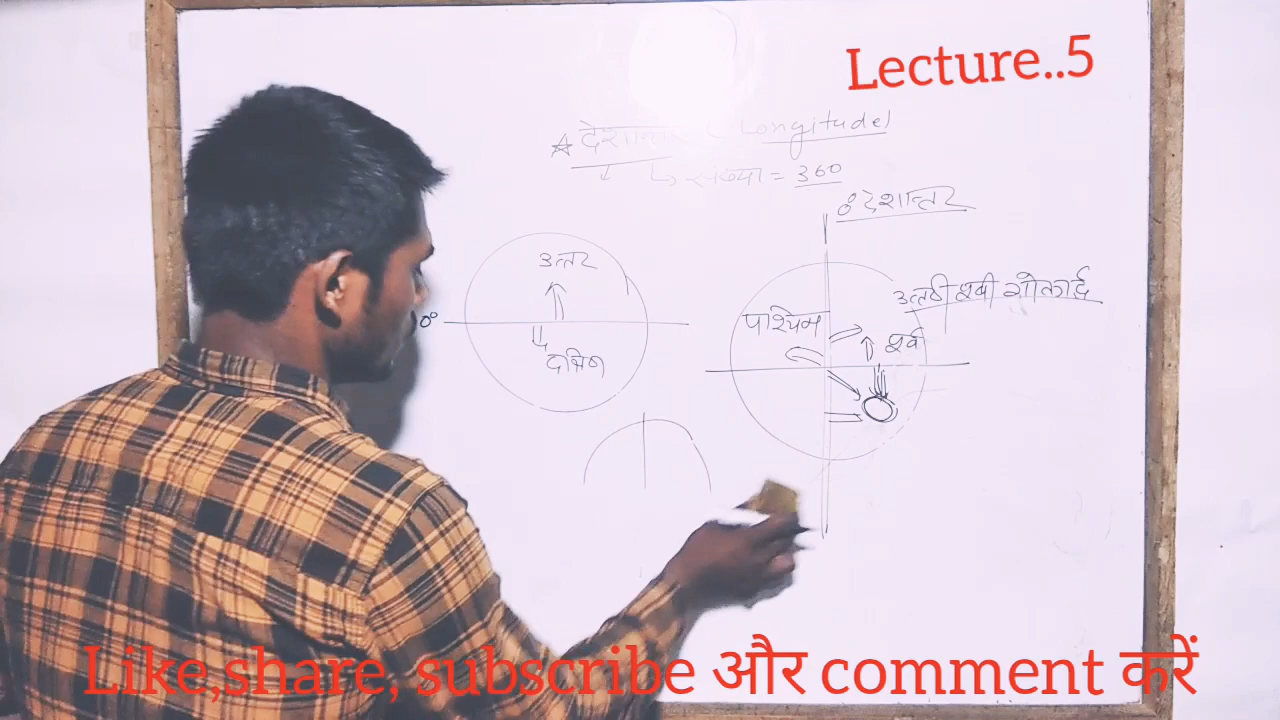 Lecture..5
देशान्तर ( Longitude)
संख्या = 360
0° देशान्तर
उत्तर
0°
दक्षिण
उत्तरी पूर्वी गोलार्द्ध
पश्चिम
पूर्व
Like,share, subscribe और comment करें